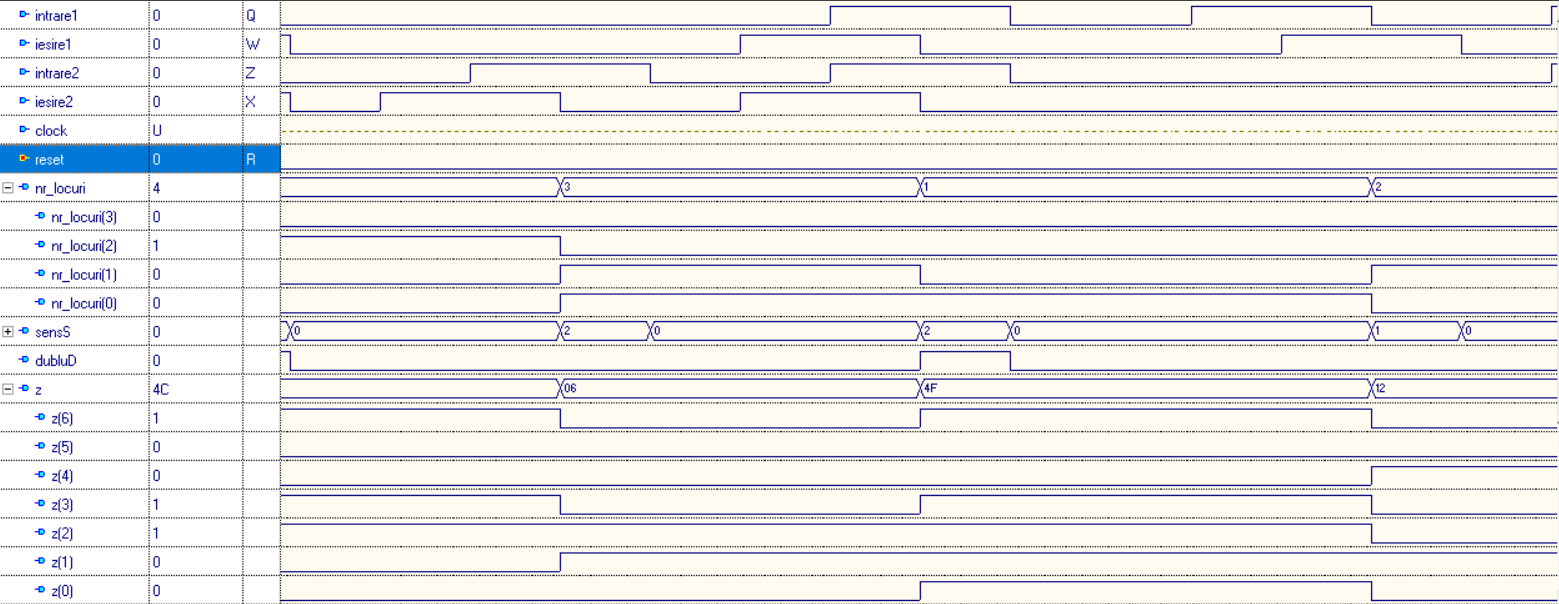 intrare1 0 Q
iesire1 0 W
intrare2 0 Z
iesire2 0 X
clock U
reset 0 R
nr_locuri 4 3 1 2
nr_locuri(3) 0
nr_locuri(2) 1
nr_locuri(1) 0
nr_locuri(0) 0
sensS 0 0 2 0 2 0 1 0
dubluD 0
z 4C 06 4F 12
z(6) 1
z(5) 0
z(4) 0
z(3) 1
z(2) 1
z(1) 0
z(0) 0